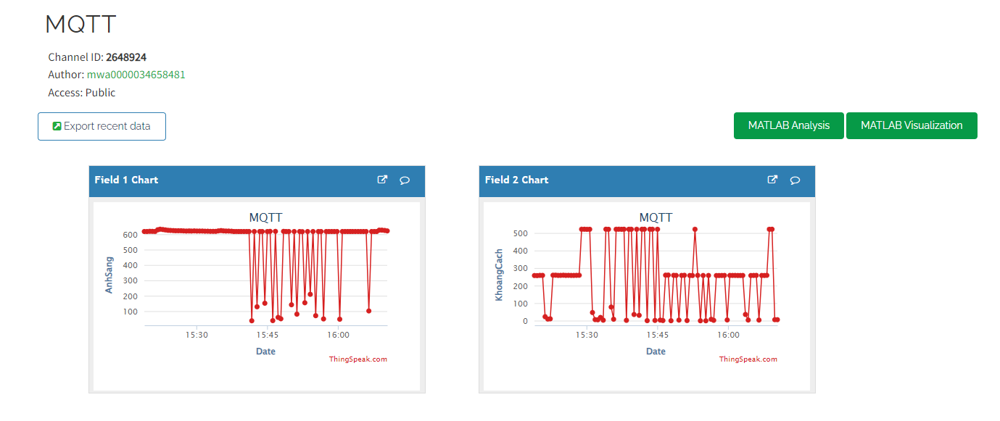 MQTT
Channel ID: 2648924
Author: mwa0000034658481
Access: Public
Export recent data
MATLAB Analysis
MATLAB Visualization
Field 1 Chart
MQTT
AnhSang
600
500
400
300
200
100
15:30
15:45
16:00
Date
ThingSpeak.com
Field 2 Chart
MQTT
KhoangCach
500
400
300
200
100
0
15:30
15:45
16:00
Date
ThingSpeak.com